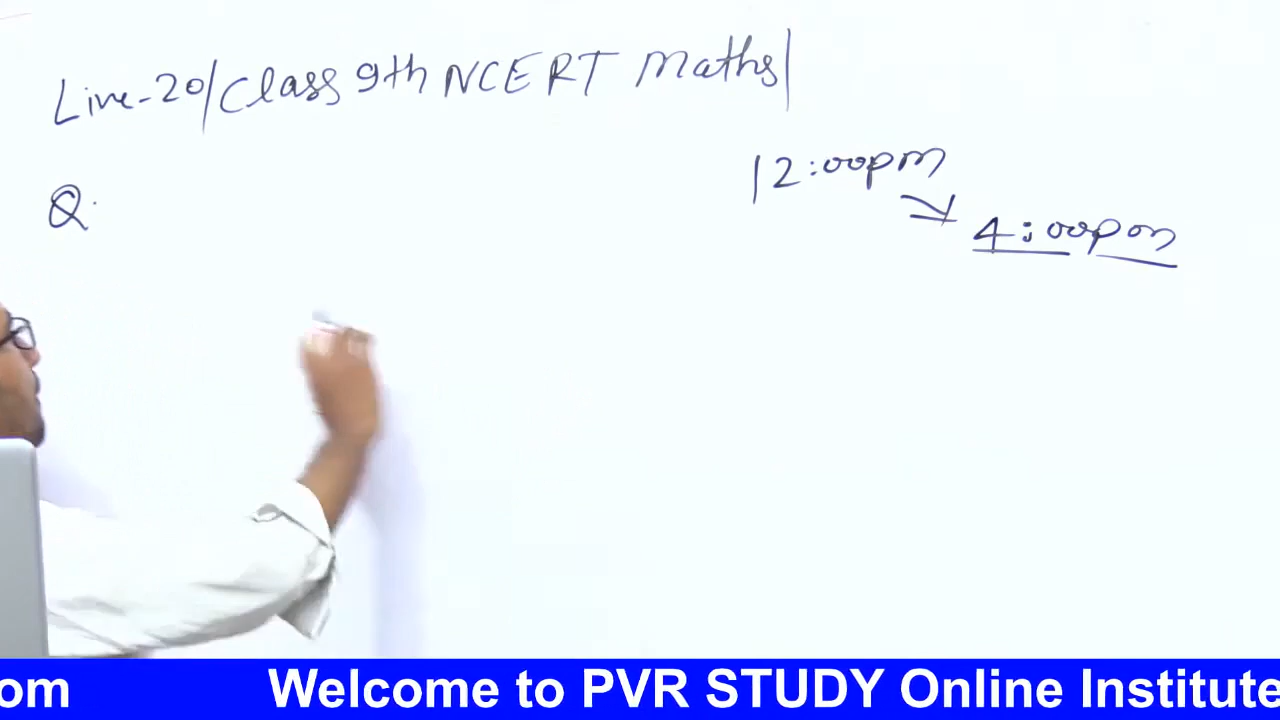 Live-20/Class 9th NCERT Maths/
12:00pm
4:00pm
Q.
om Welcome to PVR STUDY Online Institute